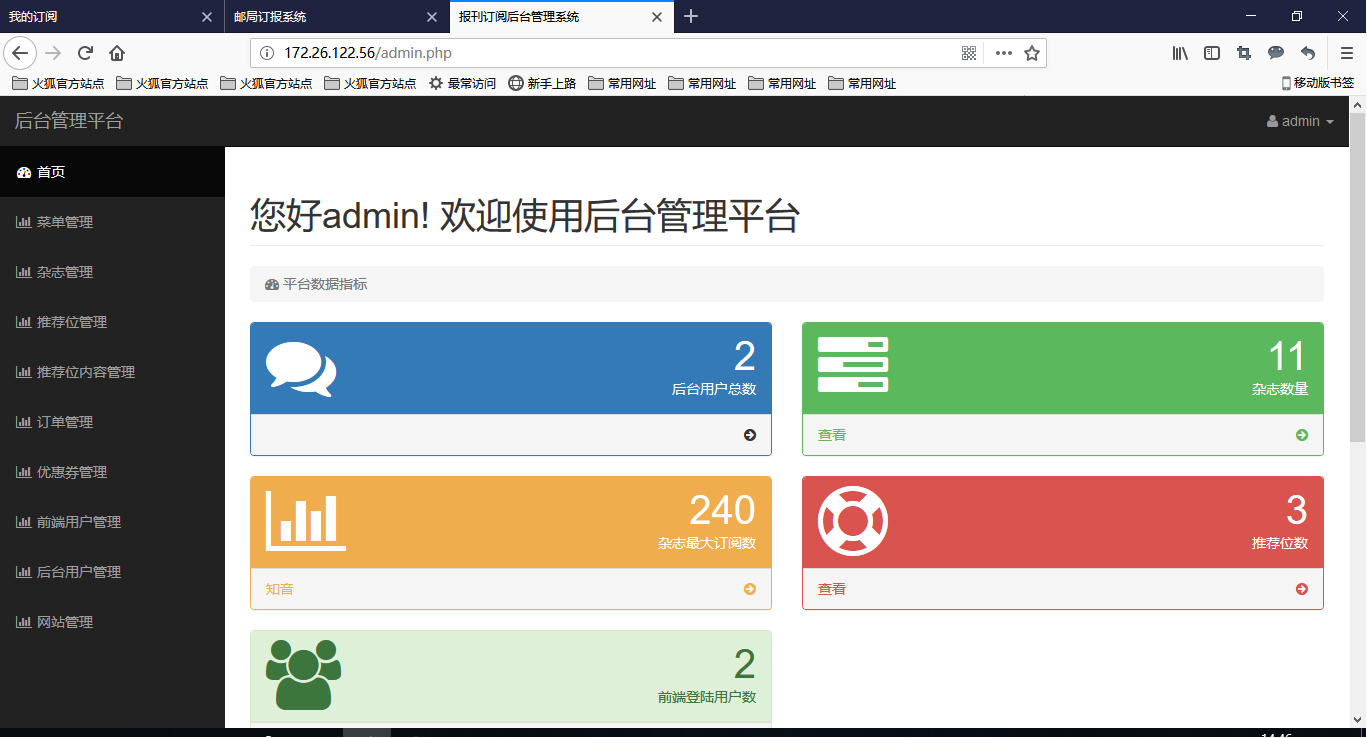 我的订阅
邮局订报系统
报刊订阅后台管理系统
172.26.122.56/admin.php
火狐官方站点 火狐官方站点 火狐官方站点 火狐官方站点 最常访问 新手上路 常用网址 常用网址 常用网址 常用网址 移动版书签
后台管理平台
admin
首页
菜单管理
杂志管理
推荐位管理
推荐位内容管理
订单管理
优惠券管理
前端用户管理
后台用户管理
网站管理
您好admin! 欢迎使用后台管理平台
平台数据指标
2
后台用户总数
11
杂志数量
查看
240
杂志最大订阅数
知音
3
推荐位数
查看
2
前端登陆用户数